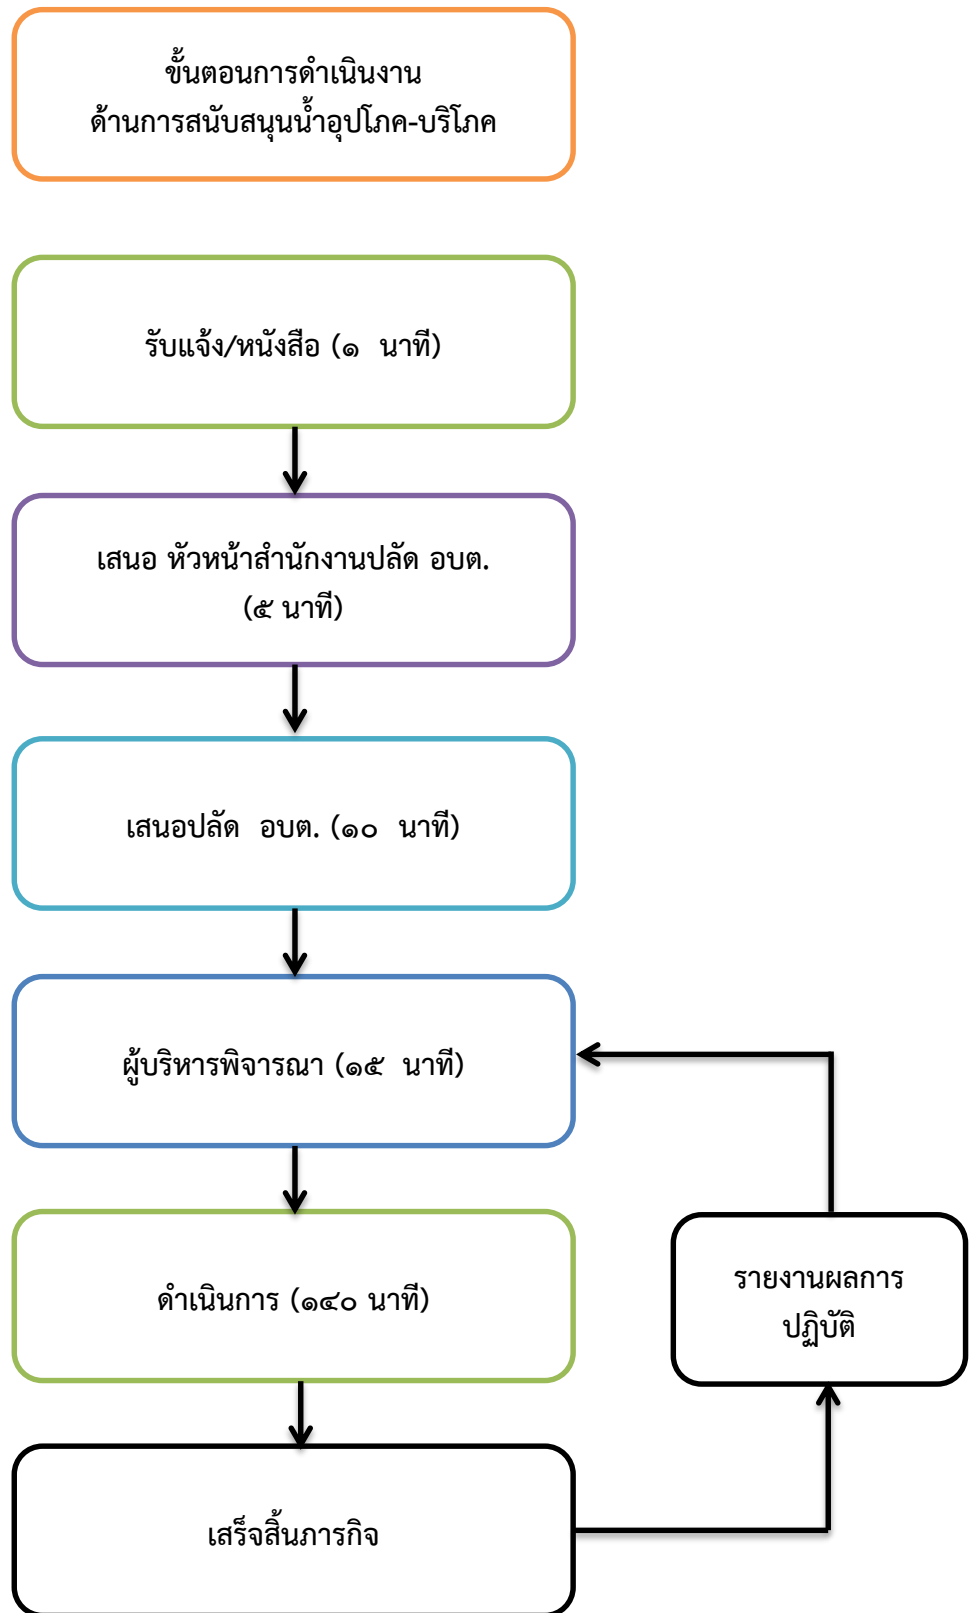 ขั้นตอนการดำเนินงาน
ด้านการสนับสนุนน้ำอุปโภค-บริโภค
รับแจ้ง/หนังสือ (๑ นาที)
เสนอ หัวหน้าสำนักงานปลัด อบต.
(๕ นาที)
เสนอปลัด อบต. (๑๐ นาที)
ผู้บริหารพิจารณา (๑๕ นาที)
ดำเนินการ (๑๔๐ นาที)
รายงานผลการ
ปฏิบัติ
เสร็จสิ้นภารกิจ